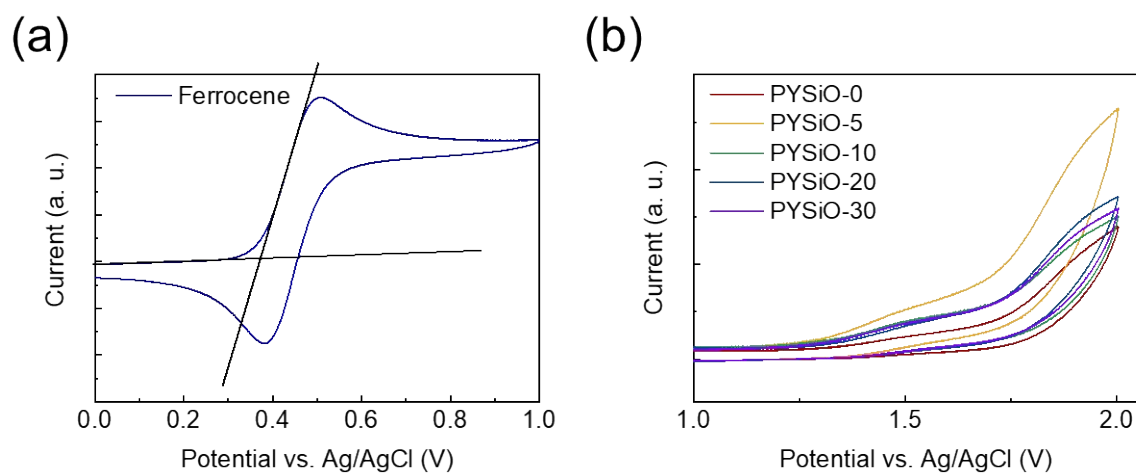 (a)
Ferrocene
Current (a. u.)
0.0 0.2 0.4 0.6 0.8 1.0
Potential vs. Ag/AgCl (V)
(b)
PYSiO-0
PYSiO-5
PYSiO-10
PYSiO-20
PYSiO-30
Current (a. u.)
1.0 1.5 2.0
Potential vs. Ag/AgCl (V)